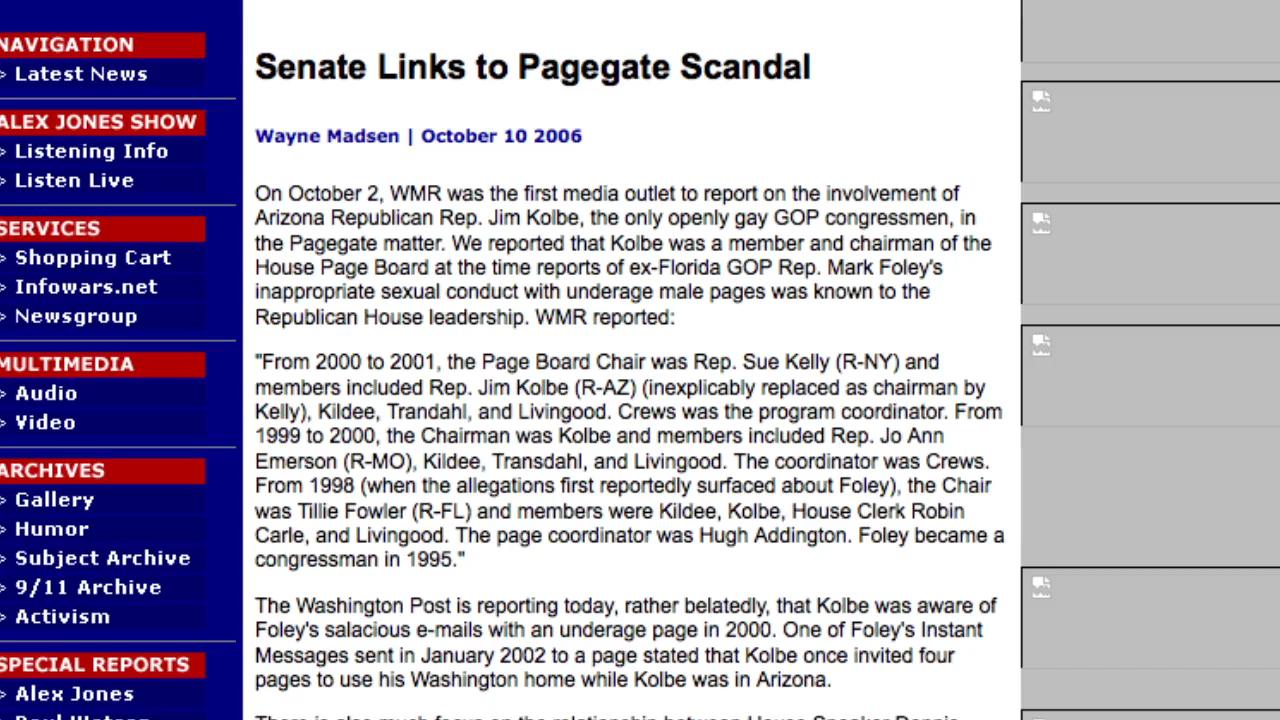 NAVIGATION
> Latest News
ALEX JONES SHOW
> Listening Info
> Listen Live
SERVICES
> Shopping Cart
> Infowars.net
> Newsgroup
MULTIMEDIA
> Audio
> Video
ARCHIVES
> Gallery
> Humor
> Subject Archive
> 9/11 Archive
> Activism
SPECIAL REPORTS
> Alex Jones
Senate Links to Pagegate Scandal
Wayne Madsen | October 10 2006
On October 2, WMR was the first media outlet to report on the involvement of
Arizona Republican Rep. Jim Kolbe, the only openly gay GOP congressmen, in
the Pagegate matter. We reported that Kolbe was a member and chairman of the
House Page Board at the time reports of ex-Florida GOP Rep. Mark Foley's
inappropriate sexual conduct with underage male pages was known to the
Republican House leadership. WMR reported:
"From 2000 to 2001, the Page Board Chair was Rep. Sue Kelly (R-NY) and
members included Rep. Jim Kolbe (R-AZ) (inexplicably replaced as chairman by
Kelly), Kildee, Trandahl, and Livingood. Crews was the program coordinator. From
1999 to 2000, the Chairman was Kolbe and members included Rep. Jo Ann
Emerson (R-MO), Kildee, Transdahl, and Livingood. The coordinator was Crews.
From 1998 (when the allegations first reportedly surfaced about Foley), the Chair
was Tillie Fowler (R-FL) and members were Kildee, Kolbe, House Clerk Robin
Carle, and Livingood. The page coordinator was Hugh Addington. Foley became a
congressman in 1995."
The Washington Post is reporting today, rather belatedly, that Kolbe was aware of
Foley's salacious e-mails with an underage page in 2000. One of Foley's Instant
Messages sent in January 2002 to a page stated that Kolbe once invited four
pages to use his Washington home while Kolbe was in Arizona.
There is also much focus on the relationship between House Speaker Dennis